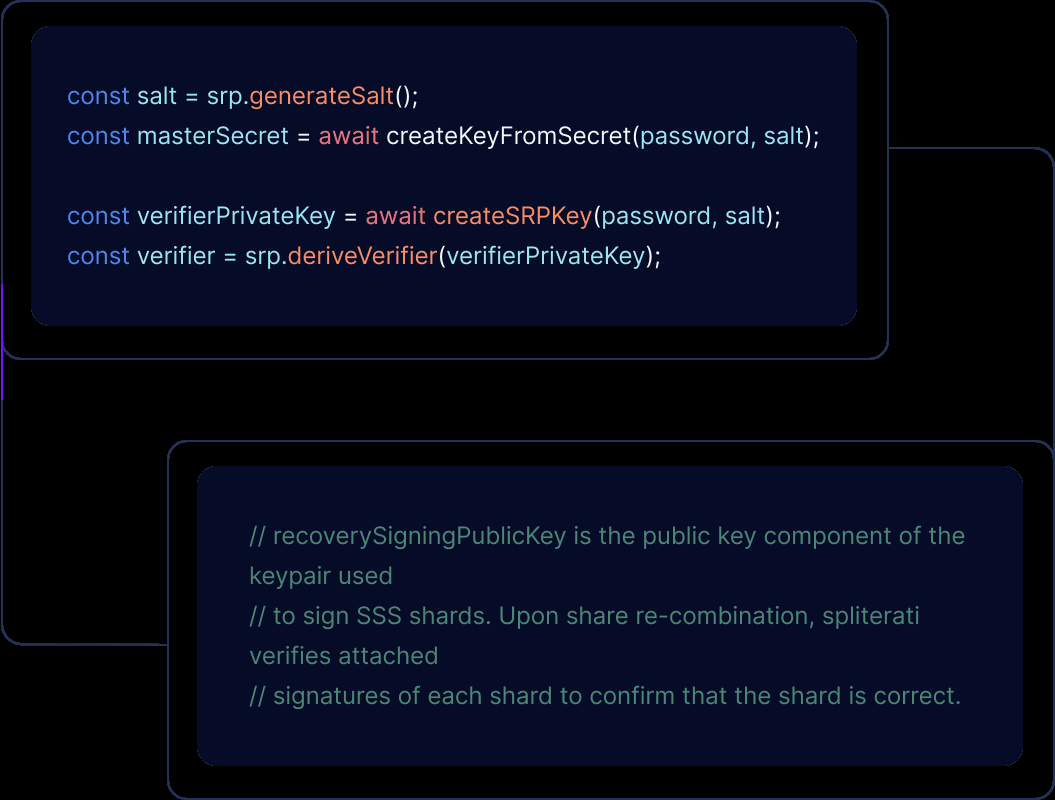 const salt = srp.generateSalt();
const masterSecret = await createKeyFromSecret(password, salt);
const verifierPrivateKey = await createSRPKey(password, salt);
const verifier = srp.deriveVerifier(verifierPrivateKey);
// recoverySigningPublicKey is the public key component of the
keypair used
// to sign SSS shards. Upon share re-combination, spliterati
verifies attached
// signatures of each shard to confirm that the shard is correct.